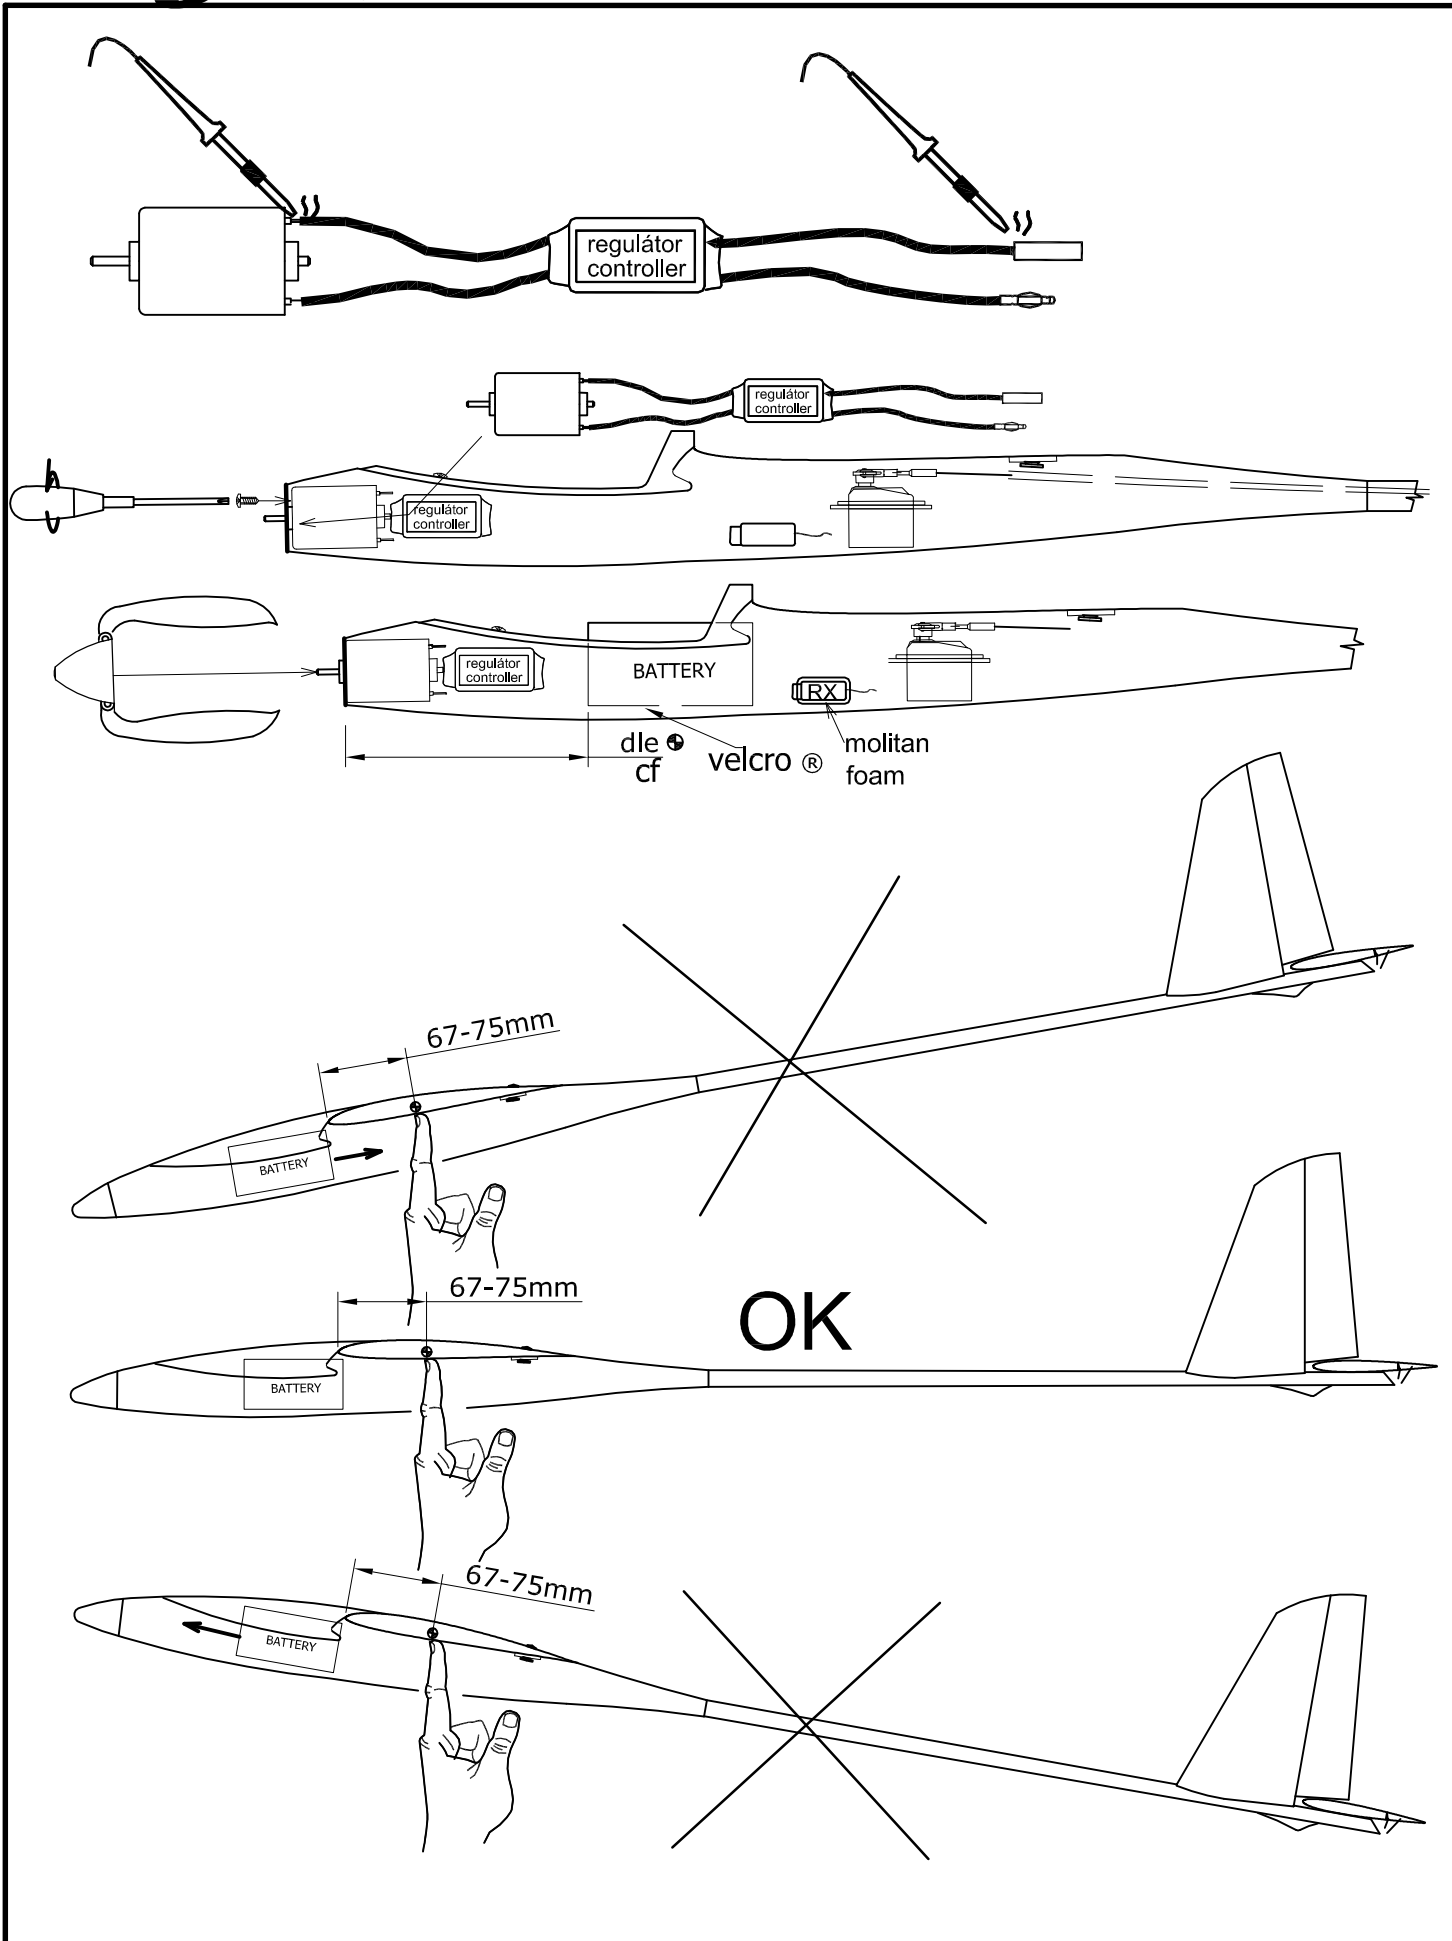 regulátor
controller
regulátor
controller
regulátor
controller
regulátor
controller
BATTERY
RX
dle
cf
velcro ®
molitan
foam
67-75mm
BATTERY
67-75mm
OK
BATTERY
67-75mm
BATTERY